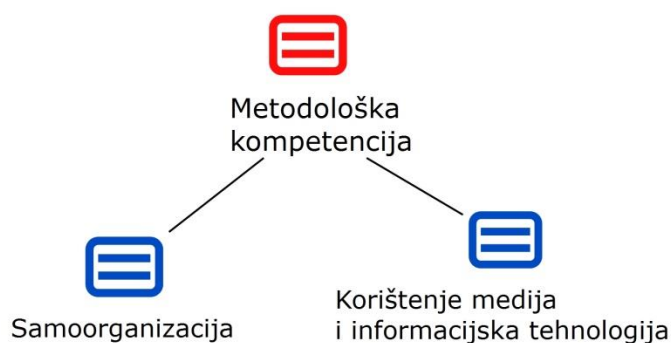 Metodološka
kompetencija
Samoorganizacija
Korištenje medija
i informacijska tehnologija